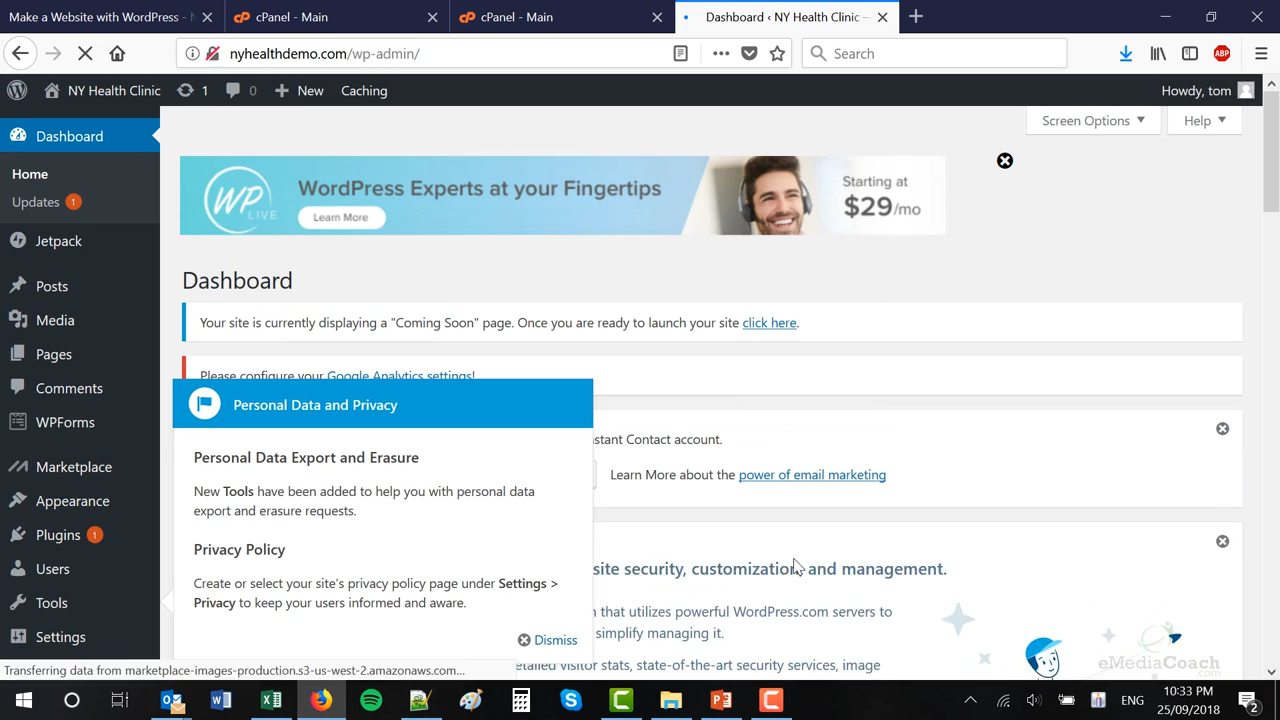 Make a Website with WordPress - N
cPanel - Main
cPanel - Main
Dashboard ‹ NY Health Clinic —
nyhealthdemo.com/wp-admin/
Search
ABP
NY Health Clinic
1
0
New
Caching
Howdy, tom
Dashboard
Home
Updates 1
Jetpack
Posts
Media
Pages
Comments
WPForms
Marketplace
Appearance
Plugins 1
Users
Tools
Settings
Screen Options
Help
WP LIVE
WordPress Experts at your Fingertips
Learn More
Starting at
$29/mo
Dashboard
Your site is currently displaying a "Coming Soon" page. Once you are ready to launch your site click here.
Please configure your Google Analytics settings!
stant Contact account.
Learn More about the power of email marketing
Personal Data and Privacy
Personal Data Export and Erasure
New Tools have been added to help you with personal data
export and erasure requests.
Privacy Policy
Create or select your site's privacy policy page under Settings >
Privacy to keep your users informed and aware.
Dismiss
site security, customization, and management.
that utilizes powerful WordPress.com servers to
simplify managing it.
etailed visitor stats, state-of-the-art security services, image
eMediaCoach
Transferring data from marketplace-images-production.s3-us-west-2.amazonaws.com...
ENG
10:33 PM
25/09/2018
2